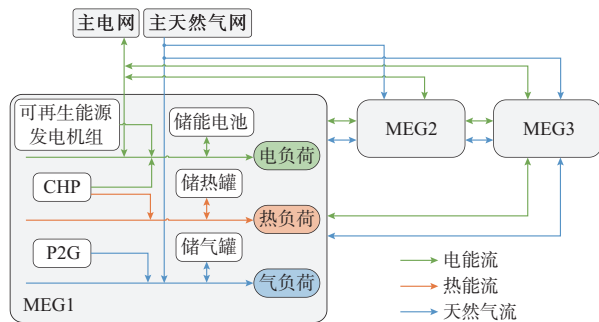 主电网
主天然气网
可再生能源
发电机组
储能电池
电负荷
CHP
储热罐
热负荷
P2G
储气罐
气负荷
MEG1
MEG2
MEG3
电能流
热能流
天然气流